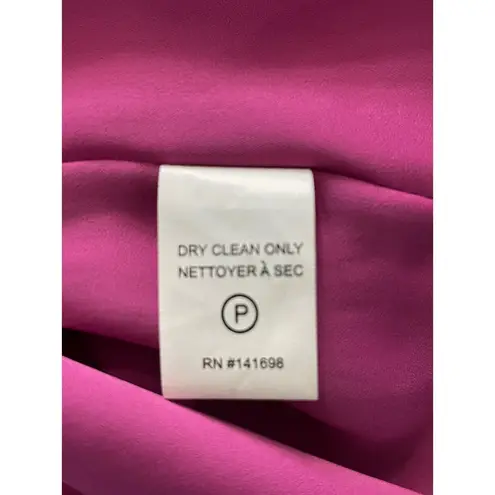 DRY CLEAN ONLY
NETTOYER À SEC
P
RN #141698